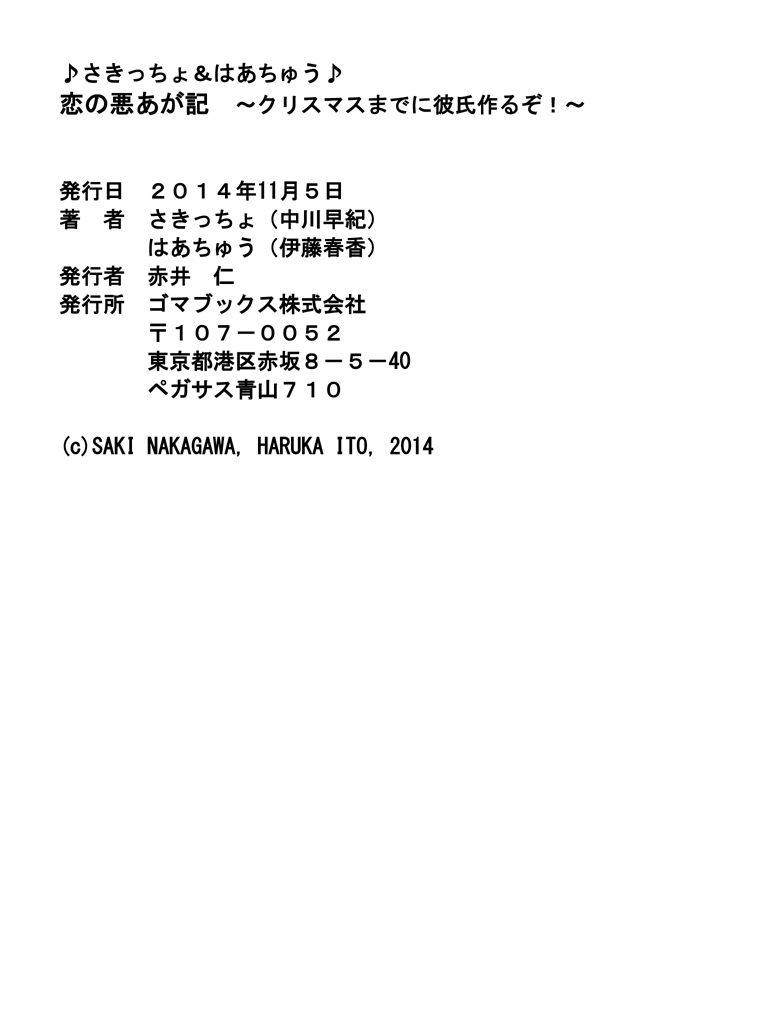 ♪さきっちょ＆はあちゅう♪
恋の悪あが記　～クリスマスまでに彼氏作るぞ！～
発行日　２０１４年11月５日
著　者　さきっちょ（中川早紀）
はあちゅう（伊藤春香）
発行者　赤井　仁
発行所　ゴマブックス株式会社
〒１０７－００５２
東京都港区赤坂８－５－40
ペガサス青山７１０
(c)SAKI NAKAGAWA, HARUKA ITO, 2014